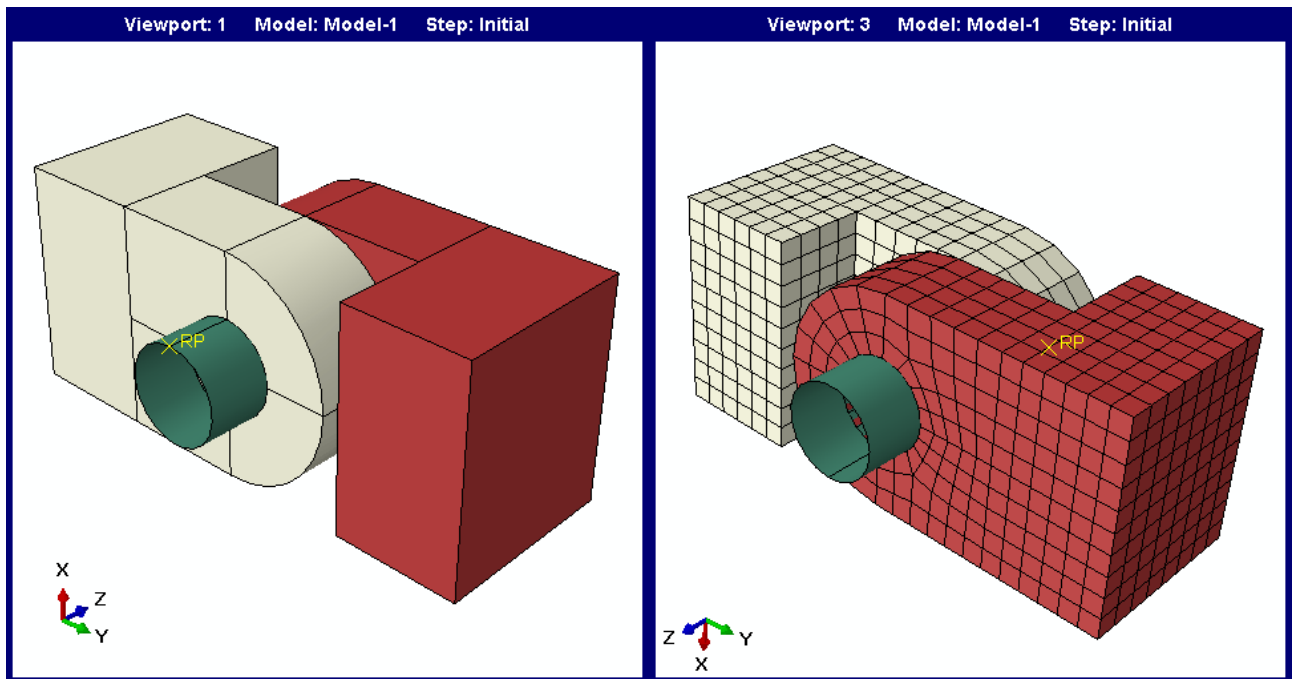 Viewport: 1 Model: Model-1 Step: Initial
RP
X
Z
Y
Viewport: 3 Model: Model-1 Step: Initial
RP
Z
Y
X